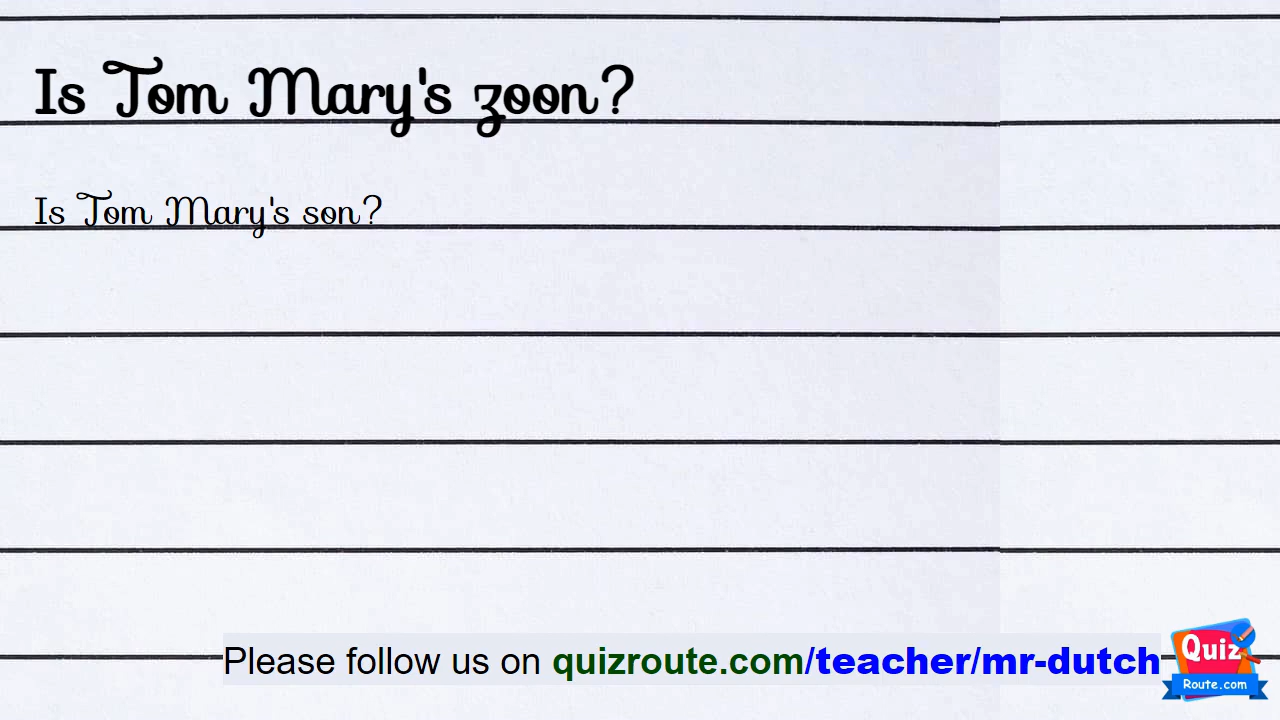 Is Tom Mary's zoon?
Is Tom Mary's son?
Please follow us on quizroute.com/teacher/mr-dutch
Quiz
Route.com